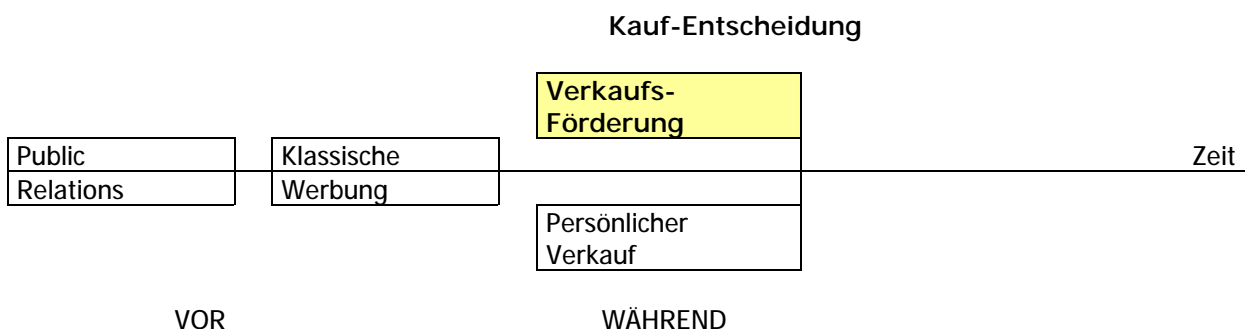 Kauf-Entscheidung
Verkaufs-
Förderung
Public
Relations
Klassische
Werbung
Zeit
Persönlicher
Verkauf
VOR
WÄHREND